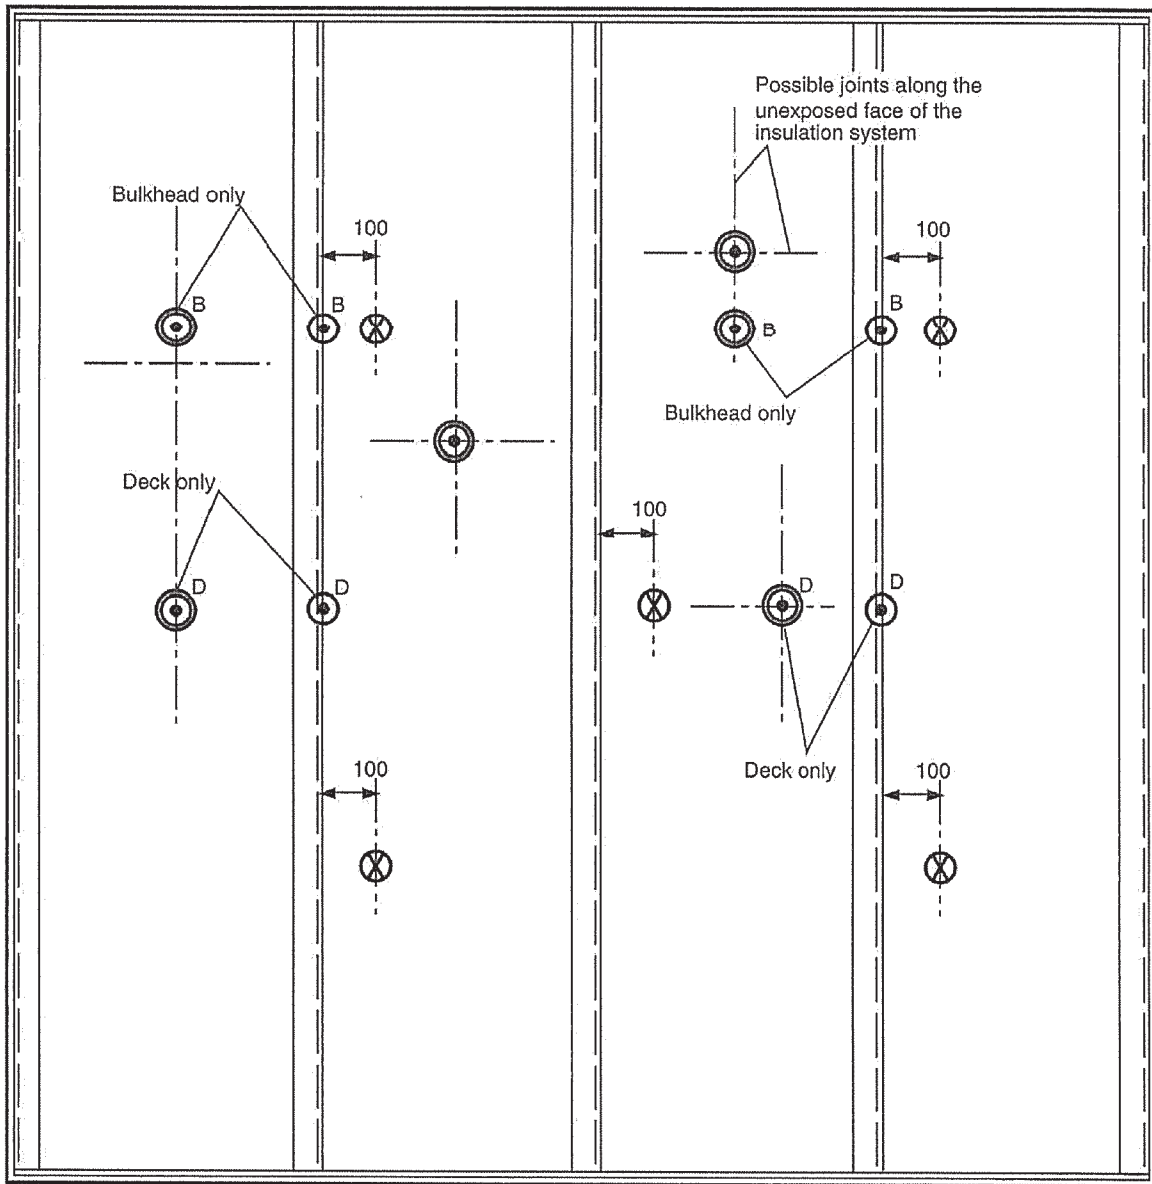 Possible joints along the
unexposed face of the
insulation system
Bulkhead only
100
100
B
B
B
B
Bulkhead only
Deck only
100
D
D
D
D
Deck only
100
100